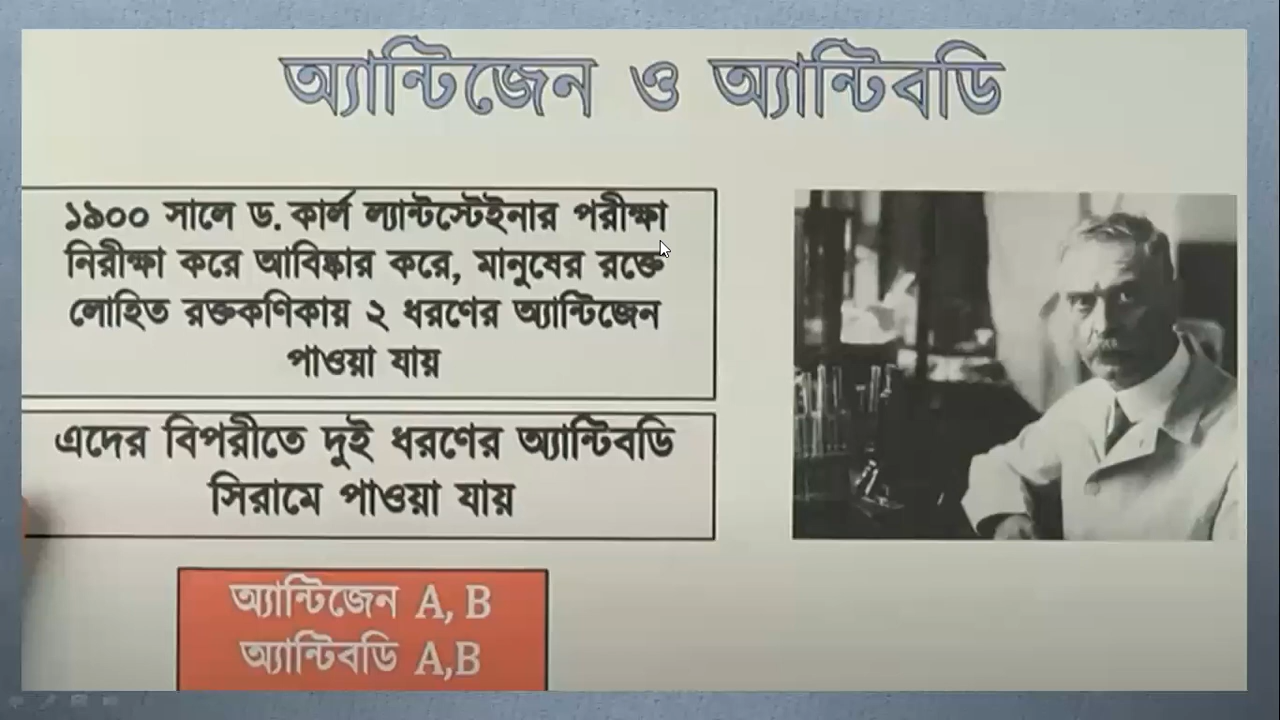 অ্যান্টিজেন ও অ্যান্টিবডি
১৯০০ সালে ড. কার্ল ল্যান্টস্টেইনার পরীক্ষা
নিরীক্ষা করে আবিষ্কার করে, মানুষের রক্তে
লোহিত রক্তকণিকায় ২ ধরণের অ্যান্টিজেন
পাওয়া যায়
এদের বিপরীতে দুই ধরণের অ্যান্টিবডি
সিরামে পাওয়া যায়
অ্যান্টিজেন A, B
অ্যান্টিবডি A,B